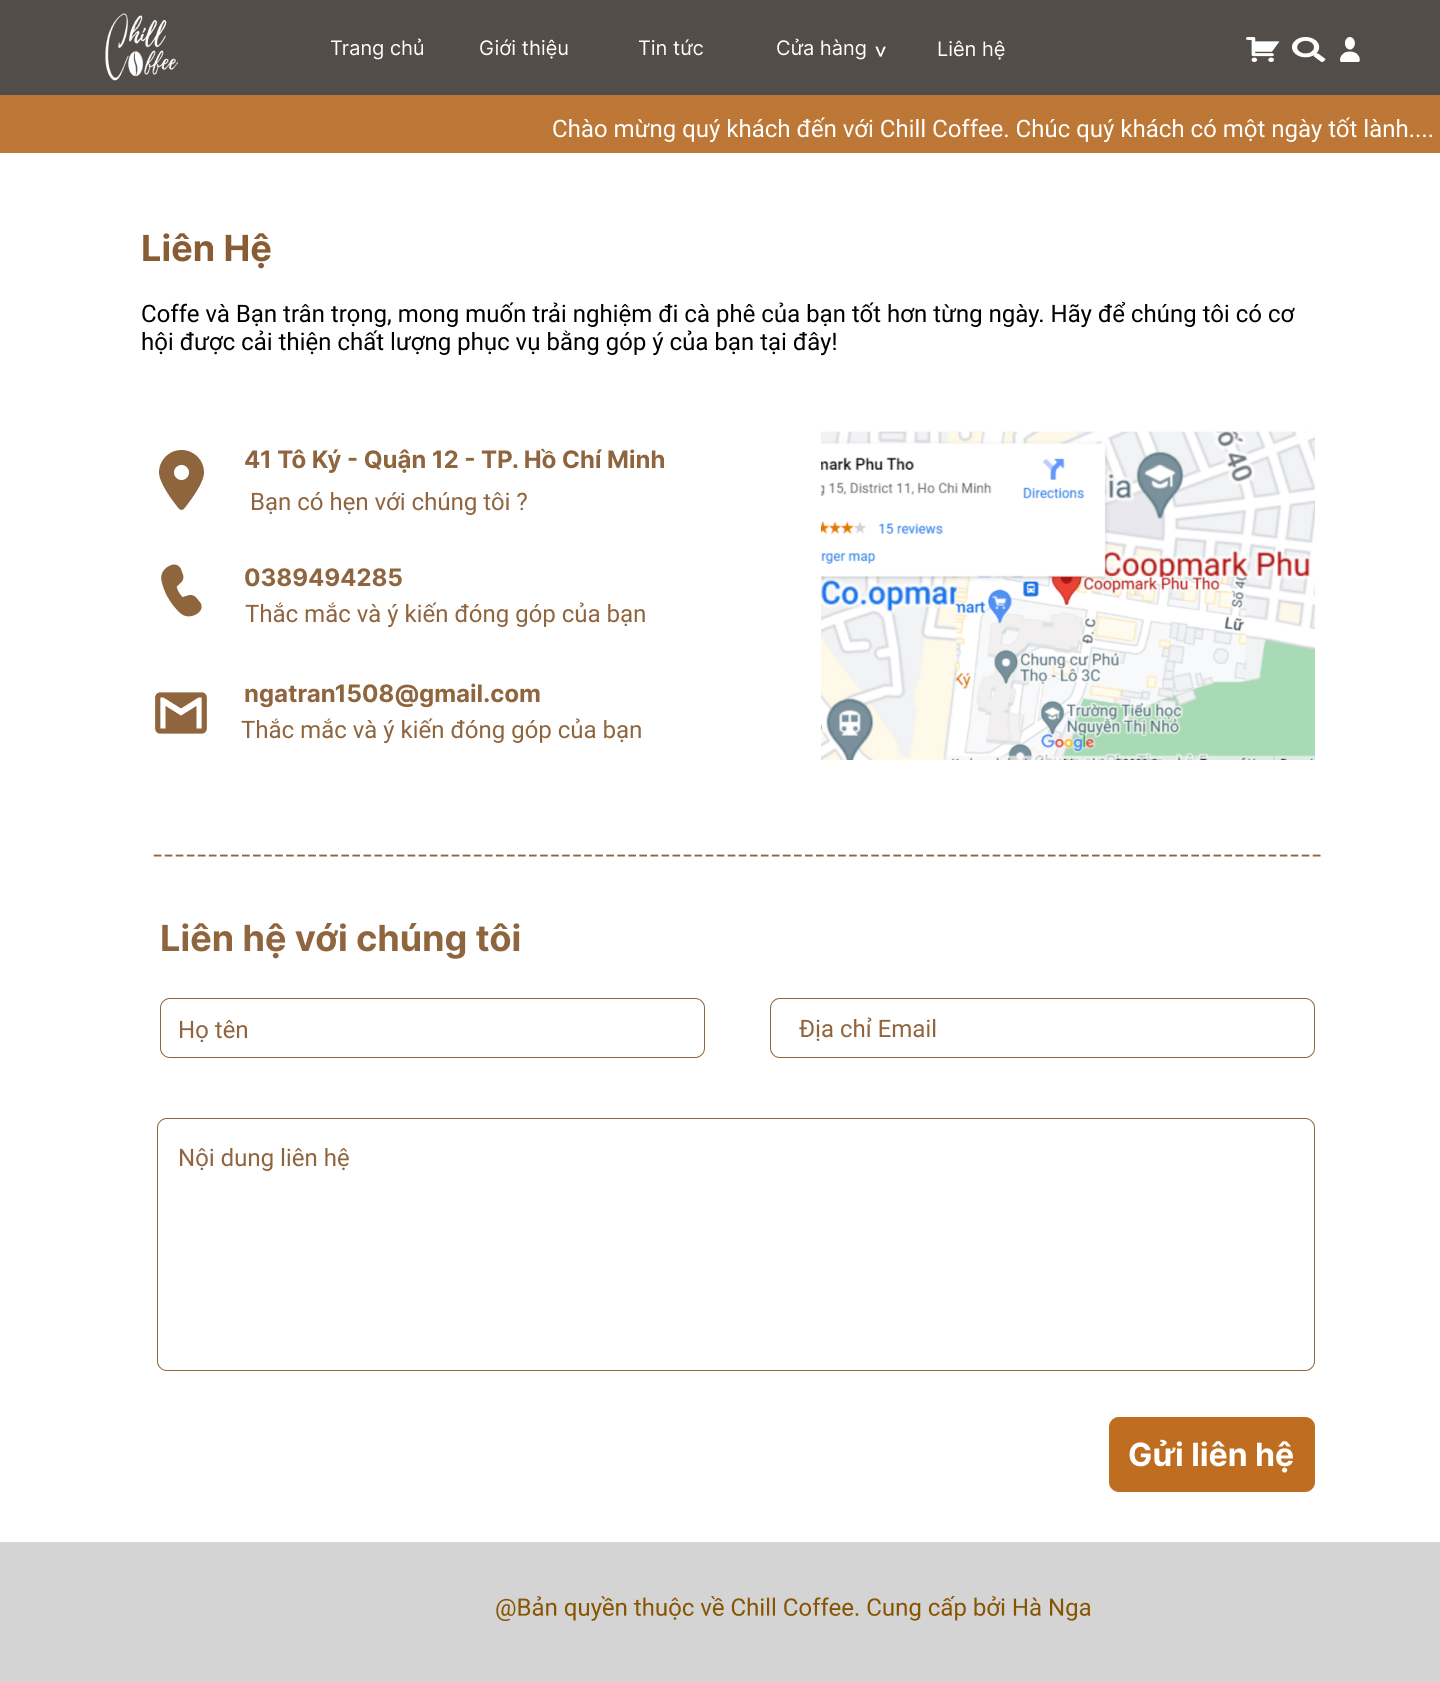 Chill
Coffee
Trang chủ
Giới thiệu
Tin tức
Cửa hàng v
Liên hệ
Chào mừng quý khách đến với Chill Coffee. Chúc quý khách có một ngày tốt lành....
Liên Hệ
Coffe và Bạn trân trọng, mong muốn trải nghiệm đi cà phê của bạn tốt hơn từng ngày. Hãy để chúng tôi có cơ
hội được cải thiện chất lượng phục vụ bằng góp ý của bạn tại đây!
41 Tô Ký - Quận 12 - TP. Hồ Chí Minh
Bạn có hẹn với chúng tôi ?
0389494285
Thắc mắc và ý kiến đóng góp của bạn
ngatran1508@gmail.com
Thắc mắc và ý kiến đóng góp của bạn
mark Phu Tho
g 15, District 11, Ho Chi Minh
Directions
15 reviews
rger map
ia
40
Coopmark Phu
Coopmark Phu Tho
Co.opmar
mart
Số 40
Lữ
Đ. C
Chung cư Phú
Thọ - Lô 3C
Ký
Trường Tiểu học
Nguyễn Thị Nhỏ
Google
Liên hệ với chúng tôi
Họ tên
Địa chỉ Email
Nội dung liên hệ
Gửi liên hệ
@Bản quyền thuộc về Chill Coffee. Cung cấp bởi Hà Nga